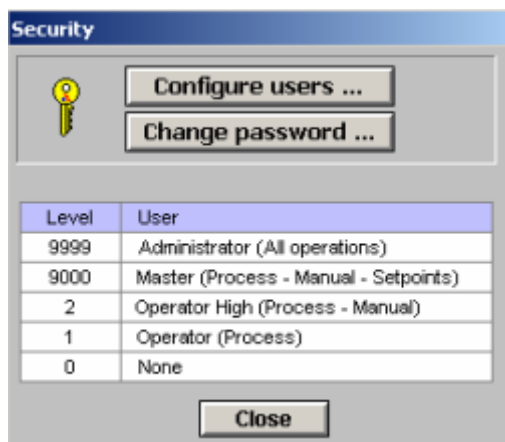 Security
Configure users ...
Change password ...
Level User
9999 Administrator (All operations)
9000 Master (Process - Manual - Setpoints)
2 Operator High (Process - Manual)
1 Operator (Process)
0 None
Close